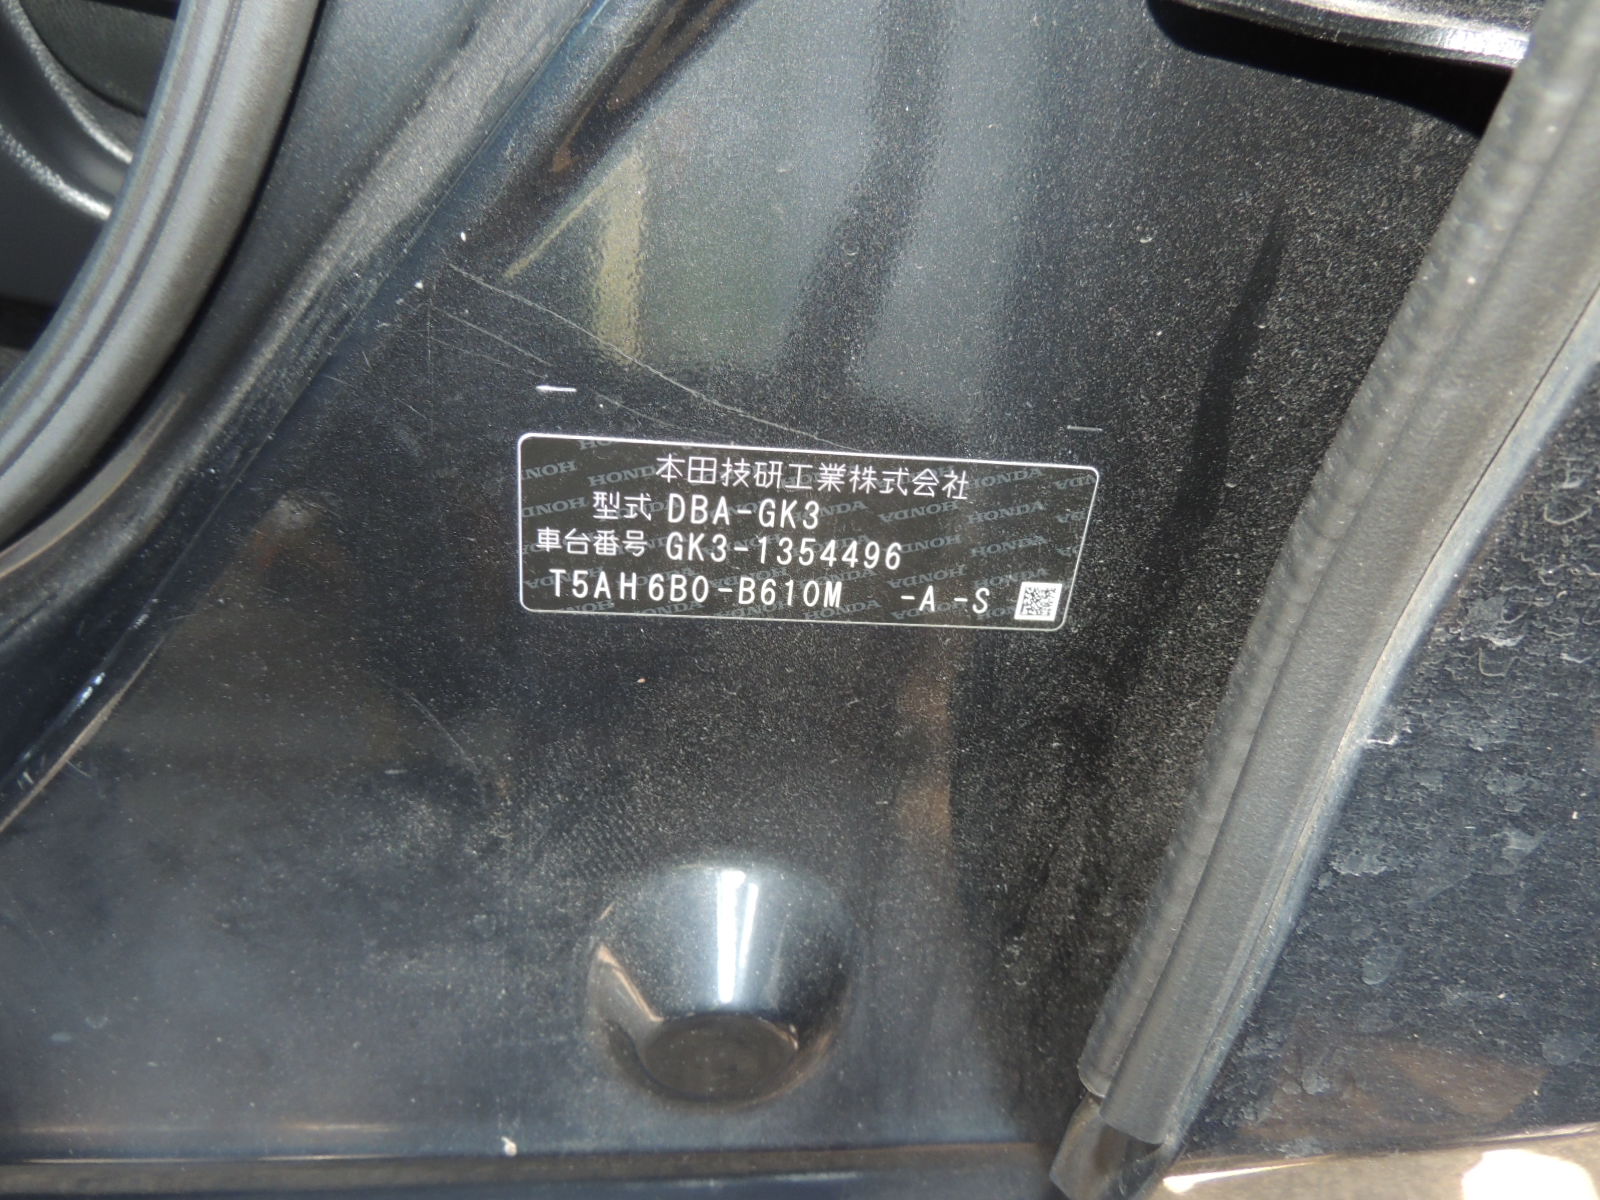 本田技研工業株式会社
型式 DBA-GK3
車台番号 GK3-1354496
T5AH6B0-B610M -A -S